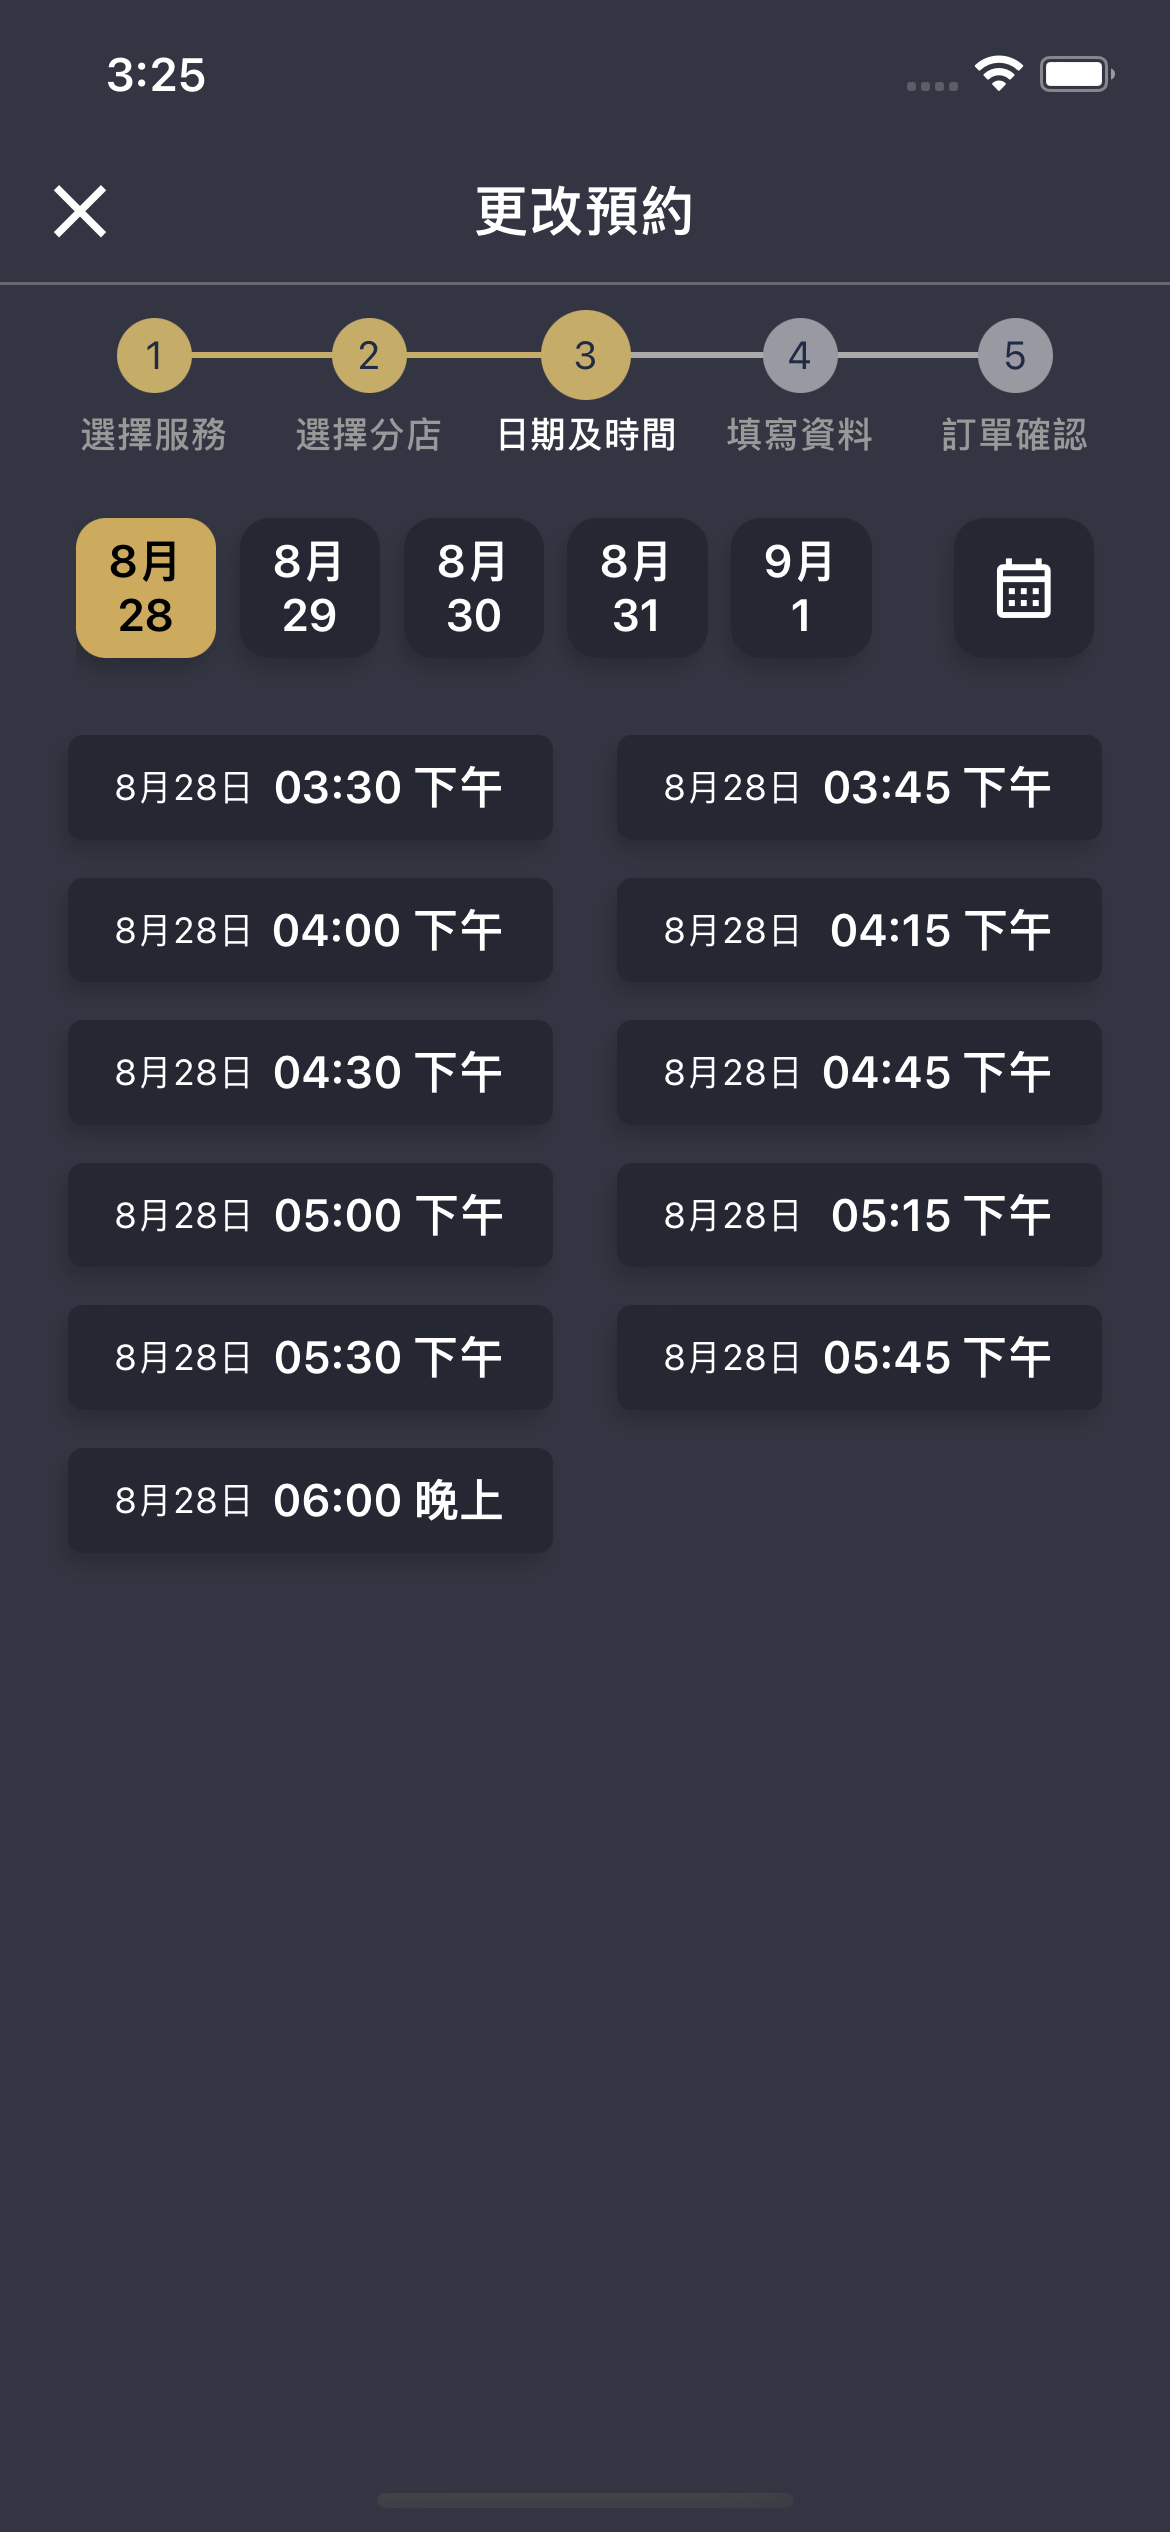 3:25
更改預約
1 2 3 4 5
選擇服務 選擇分店 日期及時間 填寫資料 訂單確認
8月 8月 8月 8月 9月
28 29 30 31 1
8月28日 03:30 下午 8月28日 03:45 下午
8月28日 04:00 下午 8月28日 04:15 下午
8月28日 04:30 下午 8月28日 04:45 下午
8月28日 05:00 下午 8月28日 05:15 下午
8月28日 05:30 下午 8月28日 05:45 下午
8月28日 06:00 晚上